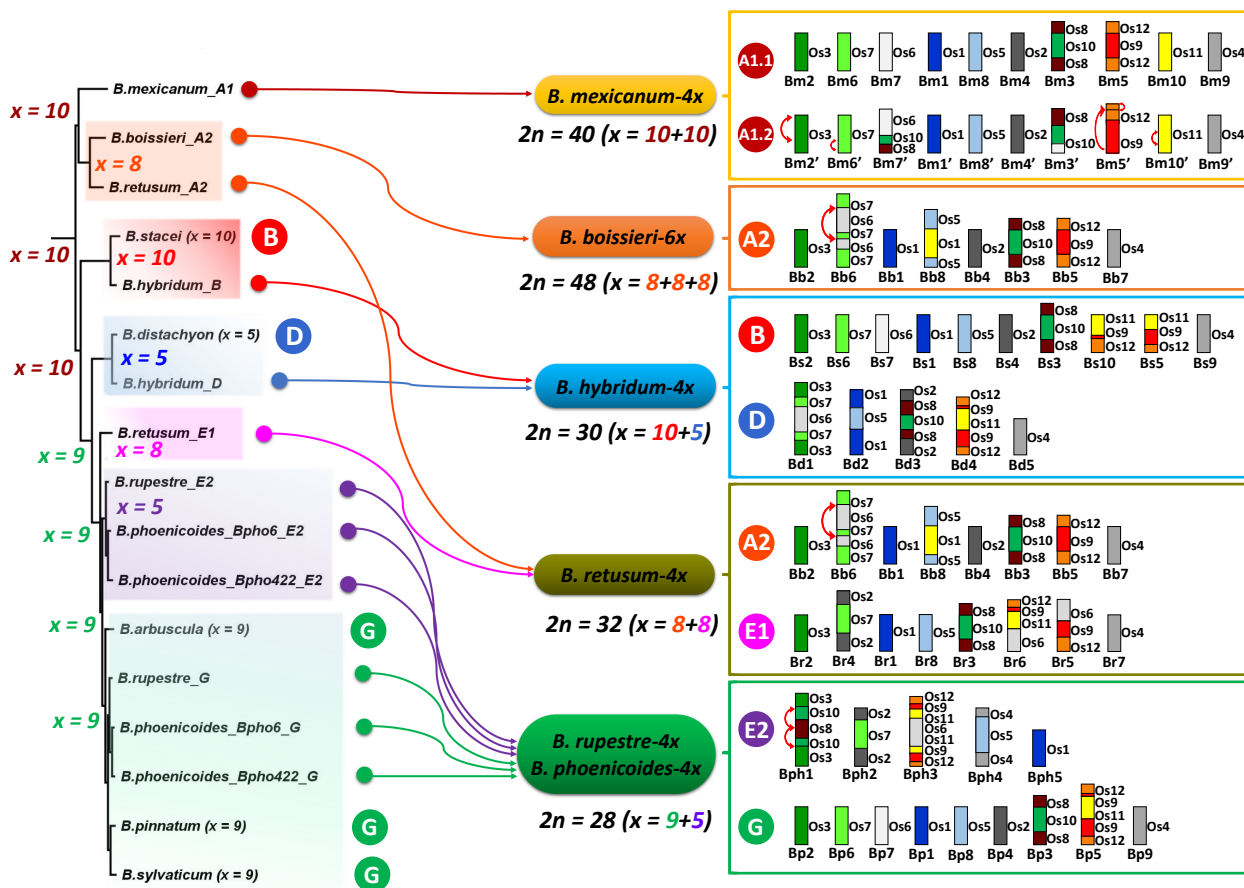 B.mexicanum_A1
x = 10
B.boissieri_A2
x = 8
B.retusum_A2
B.stacei (x = 10)
x = 10
B
B.hybridum_B
x = 10
B.distachyon (x = 5)
x = 5
D
B.hybridum_D
x = 10
B.retusum_E1
x = 8
x = 9
B.rupestre_E2
x = 5
B.phoenicoides_Bpho6_E2
x = 9
B.phoenicoides_Bpho422_E2
B.arbuscula (x = 9)
G
x = 9
B.rupestre_G
B.phoenicoides_Bpho6_G
x = 9
B.phoenicoides_Bpho422_G
B.pinnatum (x = 9)
G
B.sylvaticum (x = 9)
G
B. mexicanum-4x
2n = 40 (x = 10+10)
B. boissieri-6x
2n = 48 (x = 8+8+8)
B. hybridum-4x
2n = 30 (x = 10+5)
B. retusum-4x
2n = 32 (x = 8+8)
B. rupestre-4x
B. phoenicoides-4x
2n = 28 (x = 9+5)
A1.1
Os3 Os7 Os6 Os1 Os5 Os2 Os8 Os10 Os8 Os12 Os9 Os12 Os11 Os4
Bm2 Bm6 Bm7 Bm1 Bm8 Bm4 Bm3 Bm5 Bm10 Bm9
A1.2
Os3 Os7 Os6 Os10 Os8 Os1 Os5 Os2 Os8 Os10 Os12 Os9 Os11 Os4
Bm2' Bm6' Bm7' Bm1' Bm8' Bm4' Bm3' Bm5' Bm10' Bm9'
A2
Os3 Os7 Os6 Os7 Os6 Os7 Os1 Os5 Os1 Os5 Os2 Os8 Os10 Os8 Os12 Os9 Os12 Os4
Bb2 Bb6 Bb1 Bb8 Bb4 Bb3 Bb5 Bb7
B
Os3 Os7 Os6 Os1 Os5 Os2 Os8 Os10 Os8 Os11 Os9 Os12 Os11 Os9 Os12 Os4
Bs2 Bs6 Bs7 Bs1 Bs8 Bs4 Bs3 Bs10 Bs5 Bs9
D
Os3 Os7 Os6 Os7 Os3 Os1 Os5 Os1 Os2 Os8 Os10 Os8 Os2 Os12 Os9 Os11 Os9 Os12 Os4
Bd1 Bd2 Bd3 Bd4 Bd5
A2
Os3 Os7 Os6 Os7 Os6 Os7 Os1 Os5 Os1 Os5 Os2 Os8 Os10 Os8 Os12 Os9 Os12 Os4
Bb2 Bb6 Bb1 Bb8 Bb4 Bb3 Bb5 Bb7
E1
Os3 Os2 Os7 Os2 Os1 Os5 Os8 Os10 Os8 Os12 Os9 Os11 Os6 Os6 Os9 Os12 Os4
Br2 Br4 Br1 Br8 Br3 Br6 Br5 Br7
E2
Os3 Os10 Os8 Os10 Os3 Os2 Os7 Os2 Os12 Os9 Os11 Os6 Os11 Os9 Os12 Os4 Os5 Os4 Os1
Bph1 Bph2 Bph3 Bph4 Bph5
G
Os3 Os7 Os6 Os1 Os5 Os2 Os8 Os10 Os8 Os12 Os9 Os11 Os9 Os12 Os4
Bp2 Bp6 Bp7 Bp1 Bp8 Bp4 Bp3 Bp5 Bp9